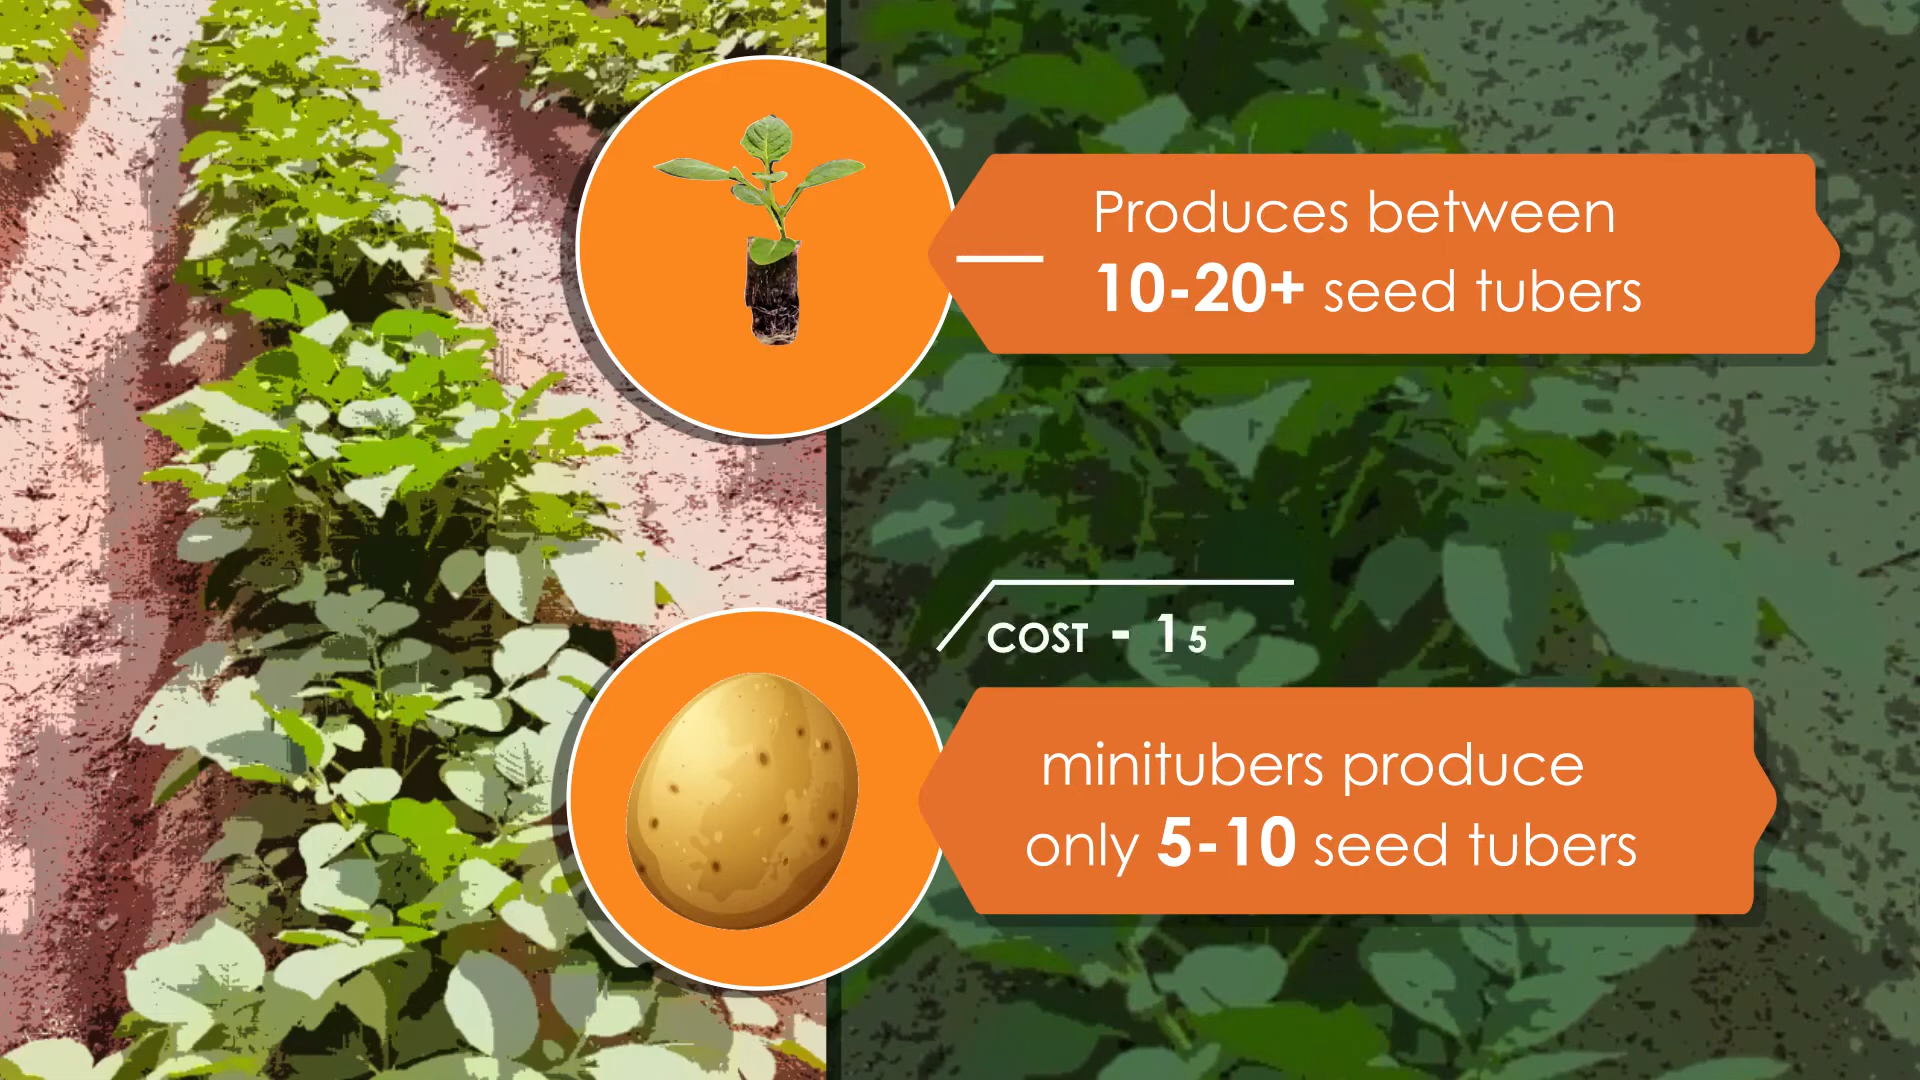 Produces between
10-20+ seed tubers
COST - 15
minitubers produce
only 5-10 seed tubers